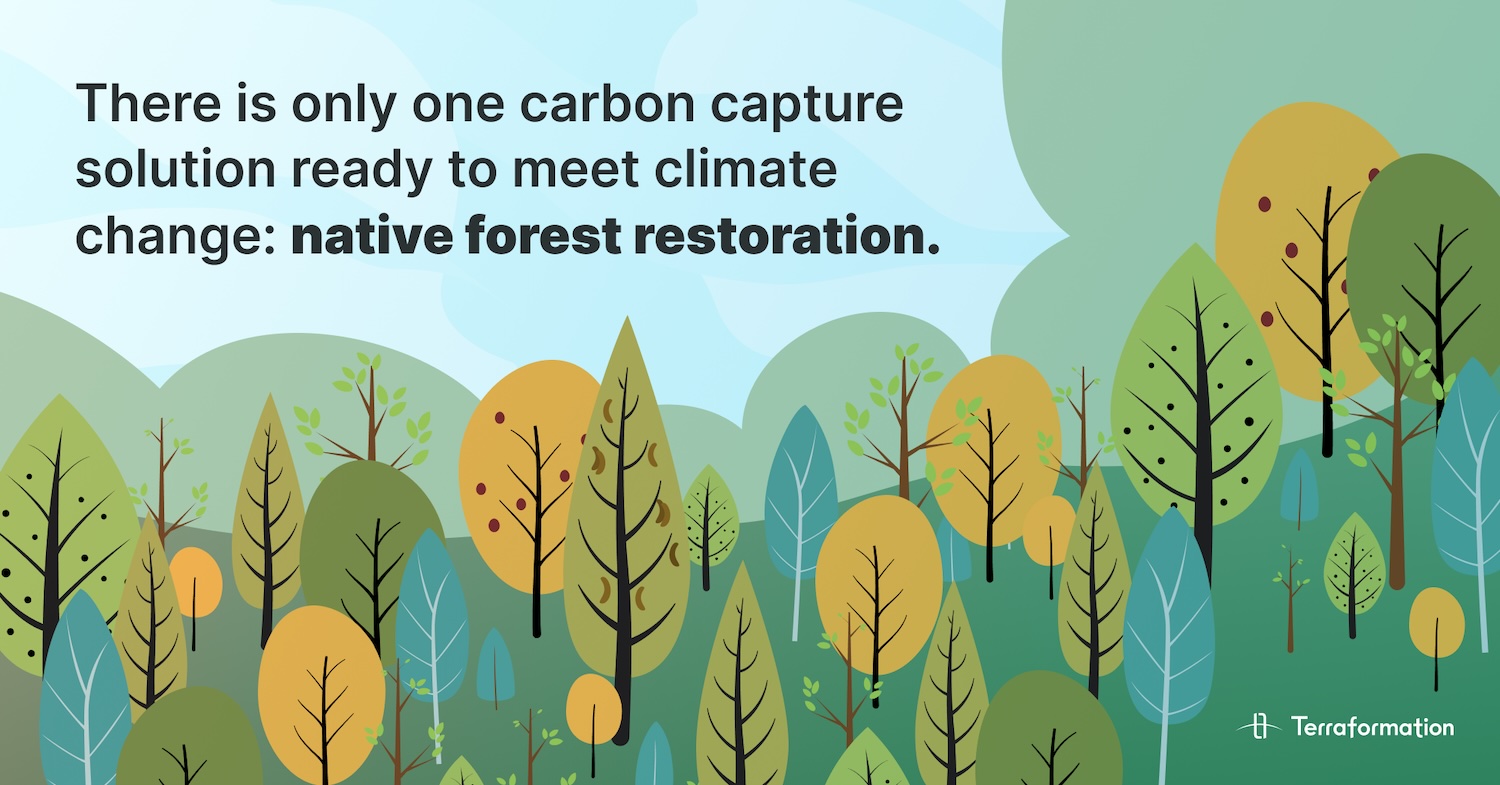 There is only one carbon capture
solution ready to meet climate
change: native forest restoration.
Terraformation